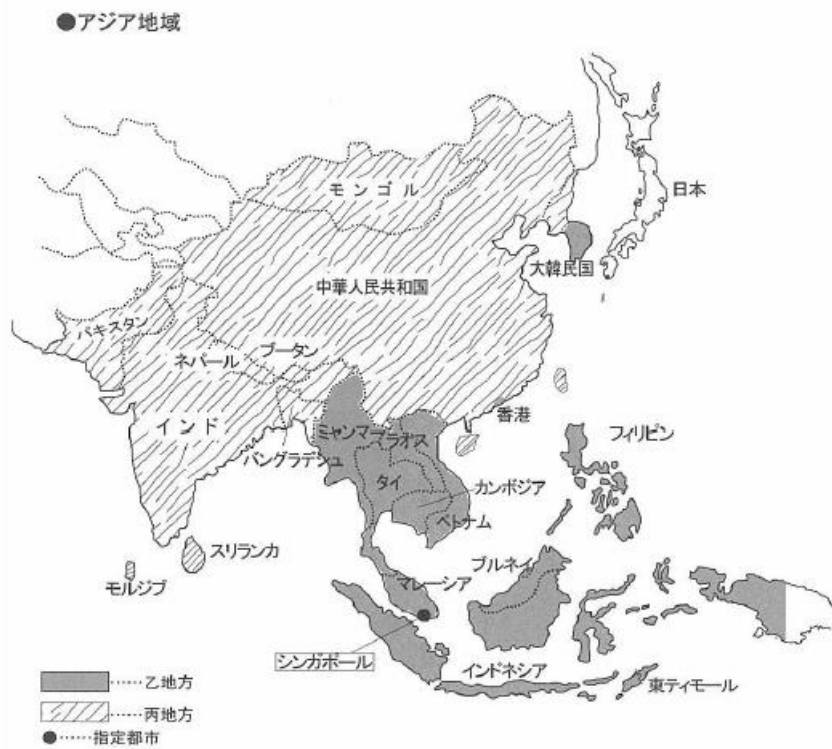 ●アジア地域
モンゴル
日本
大韓民国
中華人民共和国
パキスタン
ネパール
ブータン
インド
バングラデシュ
ミャンマー
ラオス
香港
フィリピン
タイ
カンボジア
ベトナム
スリランカ
モルジブ
ブルネイ
マレーシア
シンガポール
インドネシア
東ティモール
乙地方
丙地方
指定都市